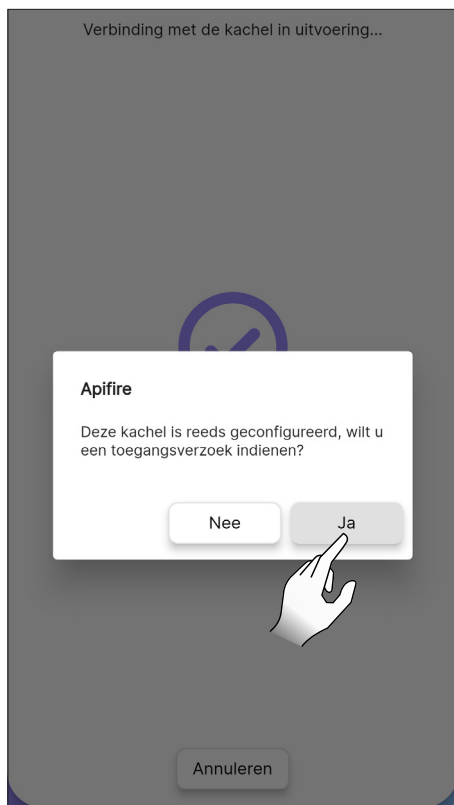 Verbinding met de kachel in uitvoering...
Apifire
Deze kachel is reeds geconfigureerd, wilt u
een toegangsverzoek indienen?
Nee
Ja
Annuleren